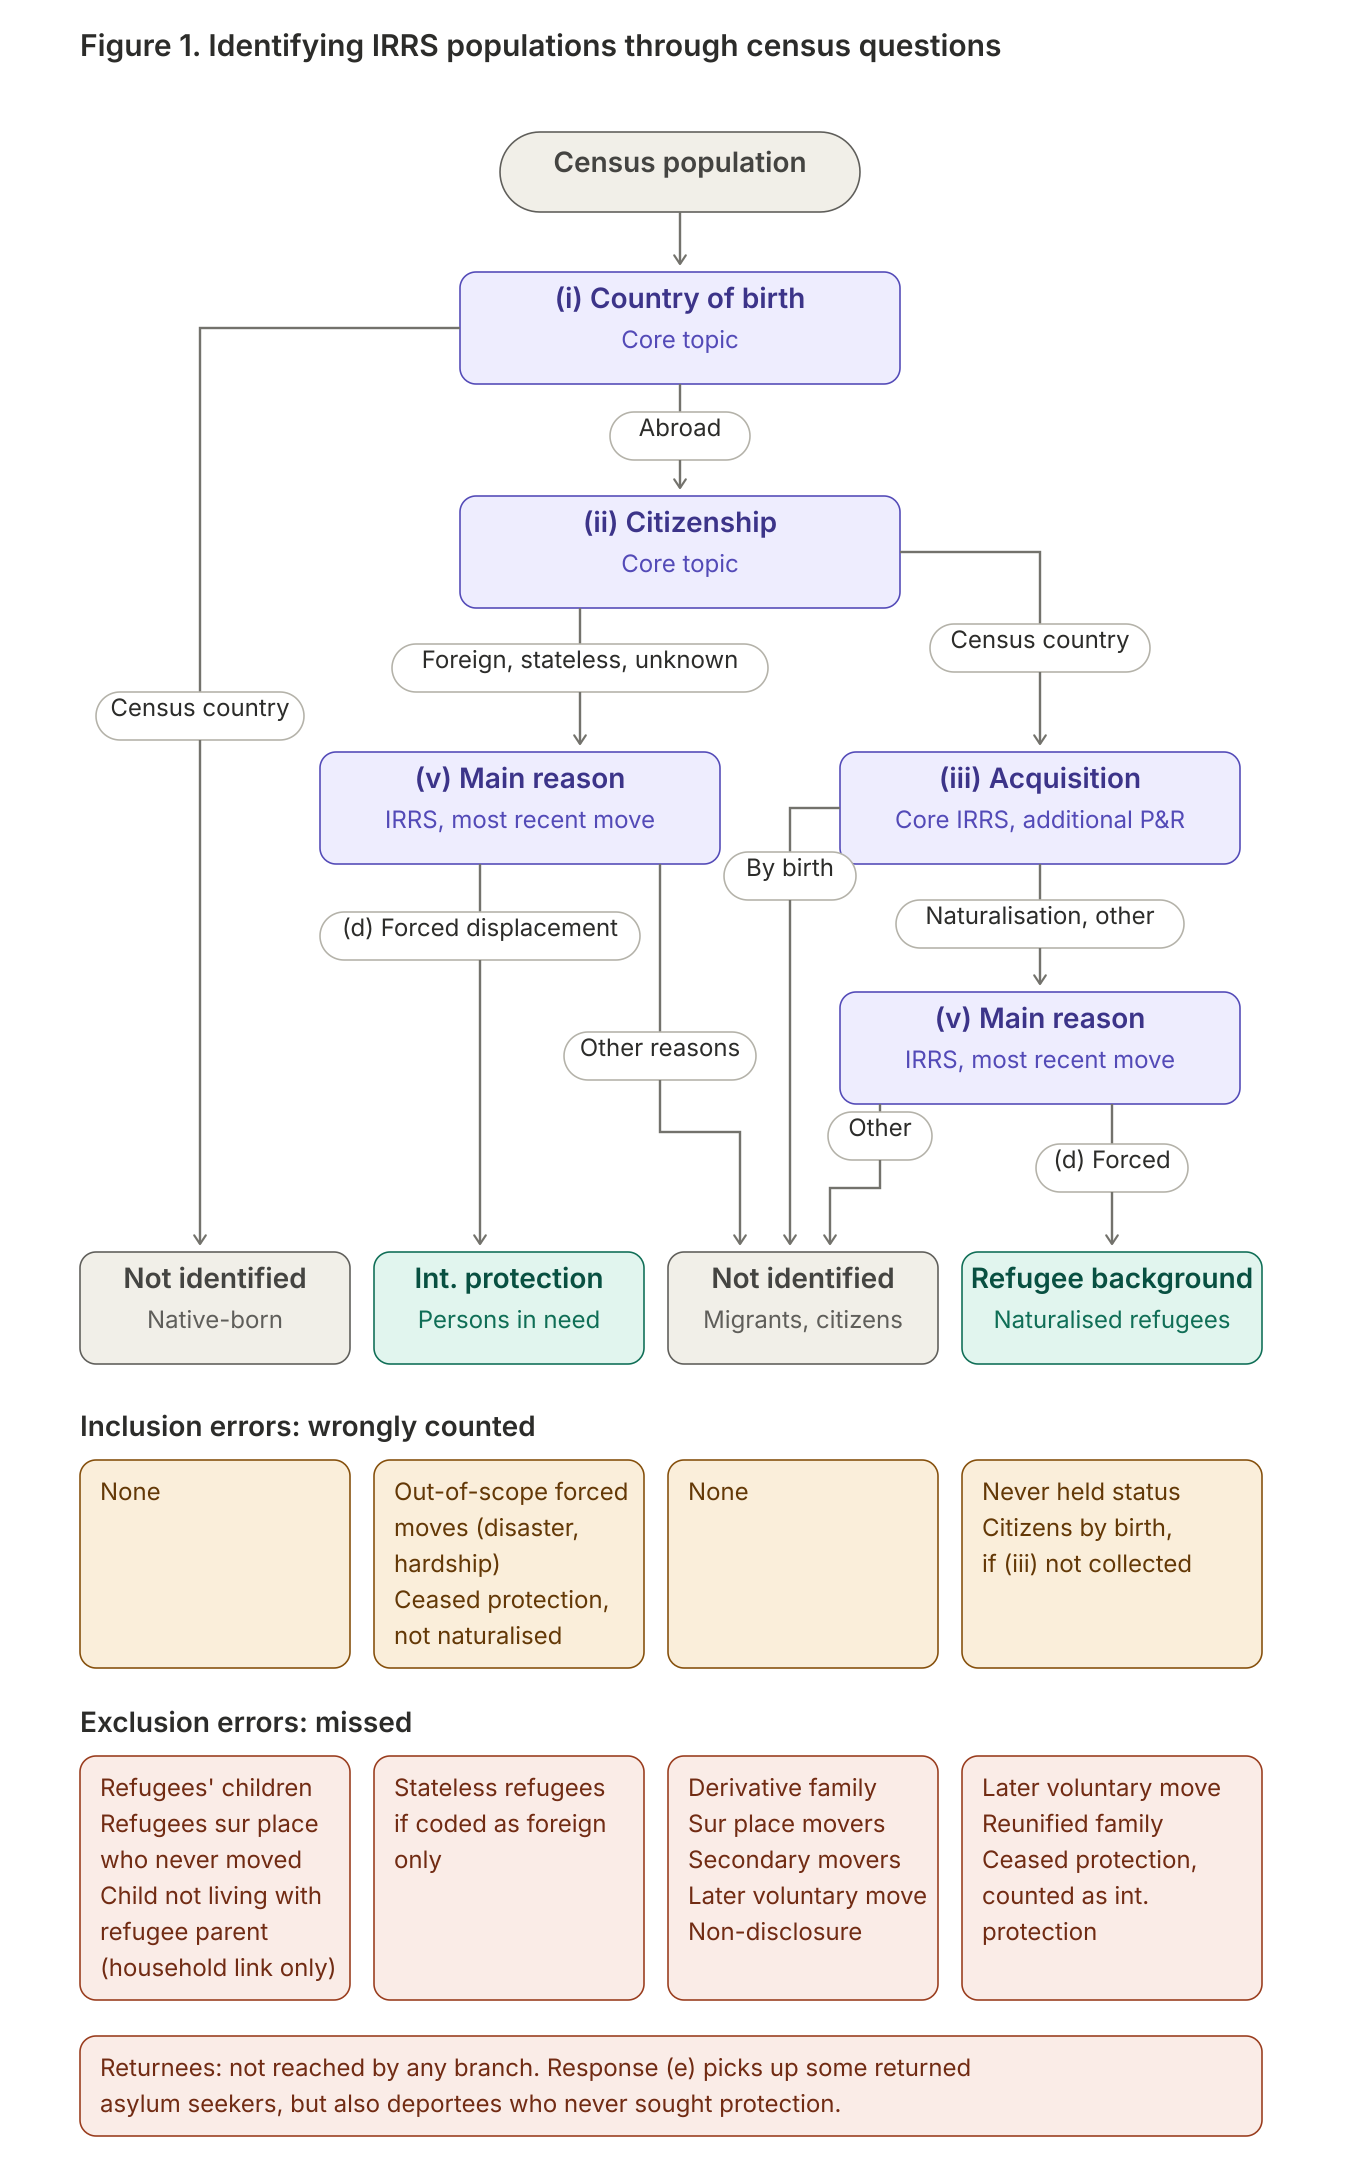 Figure 1. Identifying IRRS populations through census questions
Census population
(i) Country of birth
Core topic
Abroad
(ii) Citizenship
Core topic
Foreign, stateless, unknown
Census country
Census country
(v) Main reason
IRRS, most recent move
(iii) Acquisition
Core IRRS, additional P&R
By birth
(d) Forced displacement
Naturalisation, other
(v) Main reason
IRRS, most recent move
Other reasons
Other
(d) Forced
Not identified
Native-born
Int. protection
Persons in need
Not identified
Migrants, citizens
Refugee background
Naturalised refugees
Inclusion errors: wrongly counted
None
Out-of-scope forced
moves (disaster,
hardship)
Ceased protection,
not naturalised
None
Never held status
Citizens by birth,
if (iii) not collected
Exclusion errors: missed
Refugees' children
Refugees sur place
who never moved
Child not living with
refugee parent
(household link only)
Stateless refugees
if coded as foreign
only
Derivative family
Sur place movers
Secondary movers
Later voluntary move
Non-disclosure
Later voluntary move
Reunified family
Ceased protection,
counted as int.
protection
Returnees: not reached by any branch. Response (e) picks up some returned
asylum seekers, but also deportees who never sought protection.